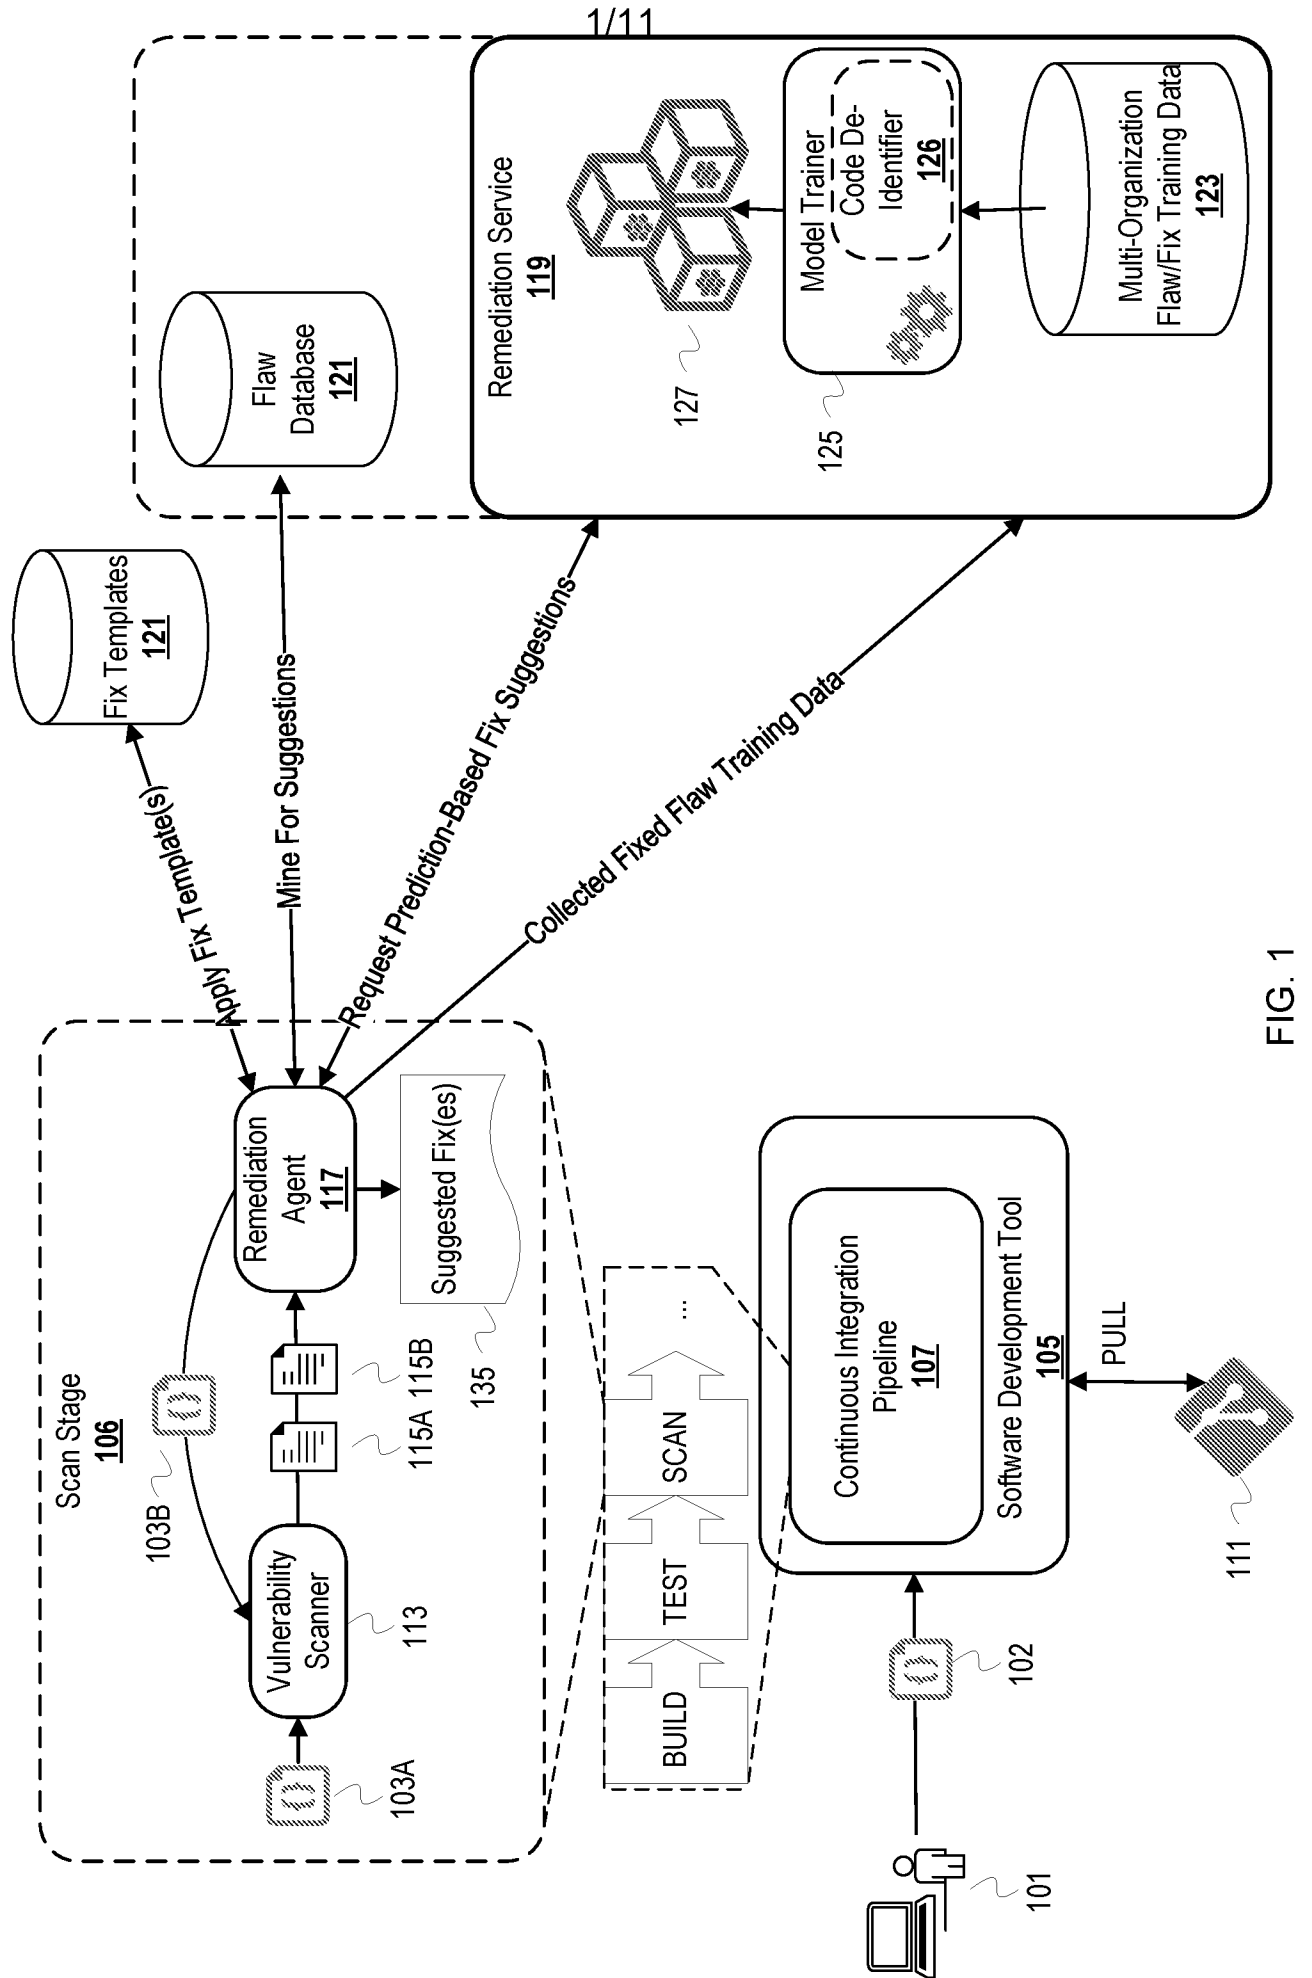 1/11
Scan Stage
106
103A
Vulnerability
Scanner
113
103B
115A
115B
Remediation
Agent
117
Suggested Fix(es)
135
Apply Fix Template(s)
Mine For Suggestions
Request Prediction-Based Fix Suggestions
Collected Fixed Flaw Training Data
Fix Templates
121
Flaw
Database
121
Remediation Service
119
127
125
Model Trainer
Code De-
Identifier
126
Multi-Organization
Flaw/Fix Training Data
123
BUILD
TEST
SCAN
...
Continuous Integration
Pipeline
107
Software Development Tool
105
PULL
101
102
111
FIG. 1